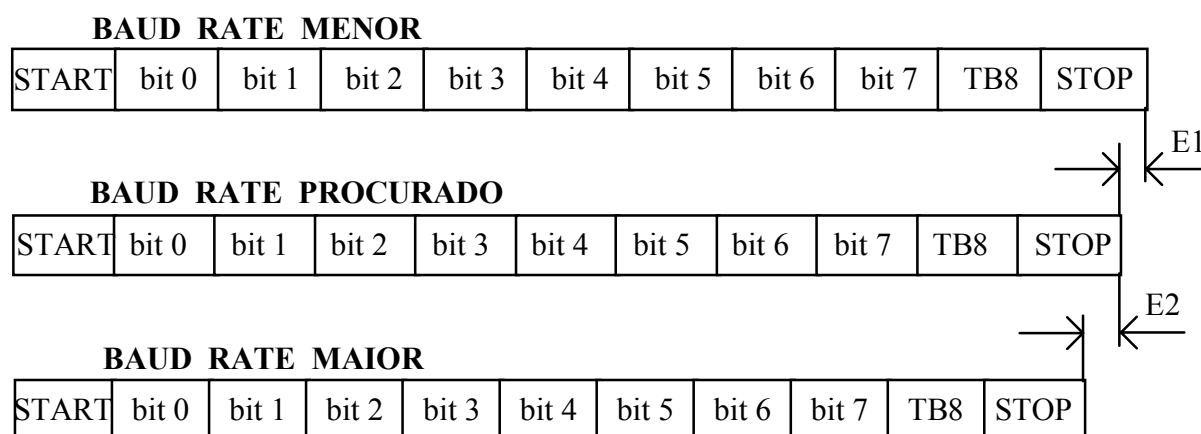 BAUD RATE MENOR
START bit 0 bit 1 bit 2 bit 3 bit 4 bit 5 bit 6 bit 7 TB8 STOP
E1
BAUD RATE PROCURADO
START bit 0 bit 1 bit 2 bit 3 bit 4 bit 5 bit 6 bit 7 TB8 STOP
E2
BAUD RATE MAIOR
START bit 0 bit 1 bit 2 bit 3 bit 4 bit 5 bit 6 bit 7 TB8 STOP